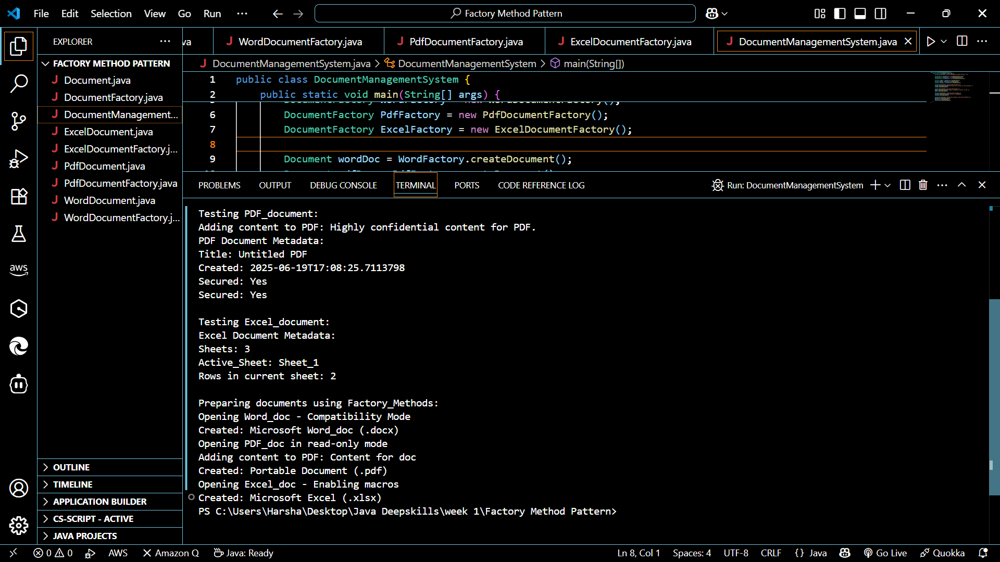 File Edit Selection View Go Run ···
Factory Method Pattern
EXPLORER
va
WordDocumentFactory.java
PdfDocumentFactory.java
ExcelDocumentFactory.java
DocumentManagementSystem.java
FACTORY METHOD PATTERN
Document.java
DocumentFactory.java
DocumentManagement...
ExcelDocument.java
ExcelDocumentFactory.j...
PdfDocument.java
PdfDocumentFactory.java
WordDocument.java
WordDocumentFactory.j...
OUTLINE
TIMELINE
APPLICATION BUILDER
CS-SCRIPT - ACTIVE
JAVA PROJECTS
aws
DocumentManagementSystem.java > DocumentManagementSystem > main(String[])
1 public class DocumentManagementSystem {
2 public static void main(String[] args) {
6 DocumentFactory PdfFactory = new PdfDocumentFactory();
7 DocumentFactory ExcelFactory = new ExcelDocumentFactory();
8
9 Document wordDoc = WordFactory.createDocument();
PROBLEMS OUTPUT DEBUG CONSOLE TERMINAL PORTS CODE REFERENCE LOG
Run: DocumentManagementSystem
Testing PDF_document:
Adding content to PDF: Highly confidential content for PDF.
PDF Document Metadata:
Title: Untitled PDF
Created: 2025-06-19T17:08:25.7113798
Secured: Yes
Secured: Yes
Testing Excel_document:
Excel Document Metadata:
Sheets: 3
Active_Sheet: Sheet_1
Rows in current sheet: 2
Preparing documents using Factory_Methods:
Opening Word_doc - Compatibility Mode
Created: Microsoft Word_doc (.docx)
Opening PDF_doc in read-only mode
Adding content to PDF: Content for doc
Created: Portable Document (.pdf)
Opening Excel_doc - Enabling macros
Created: Microsoft Excel (.xlsx)
PS C:\Users\Harsha\Desktop\Java Deepskills\week 1\Factory Method Pattern>
0 0 AWS Amazon Q Java: Ready
Ln 8, Col 1 Spaces: 4 UTF-8 CRLF {} Java Go Live Quokka